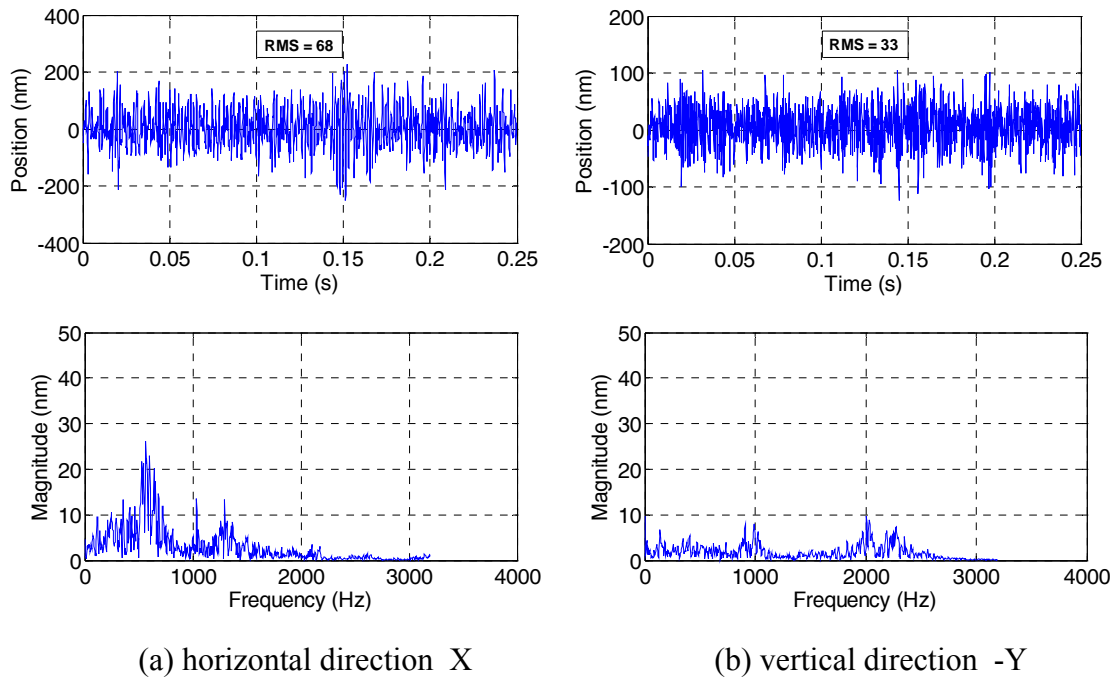 400
200
0
-200
-400
Position (nm)
RMS = 68
0 0.05 0.1 0.15 0.2 0.25
Time (s)
200
100
0
-100
-200
Position (nm)
RMS = 33
0 0.05 0.1 0.15 0.2 0.25
Time (s)
50
40
30
20
10
0
Magnitude (nm)
0 1000 2000 3000 4000
Frequency (Hz)
50
40
30
20
10
0
Magnitude (nm)
0 1000 2000 3000 4000
Frequency (Hz)
(a) horizontal direction X
(b) vertical direction -Y